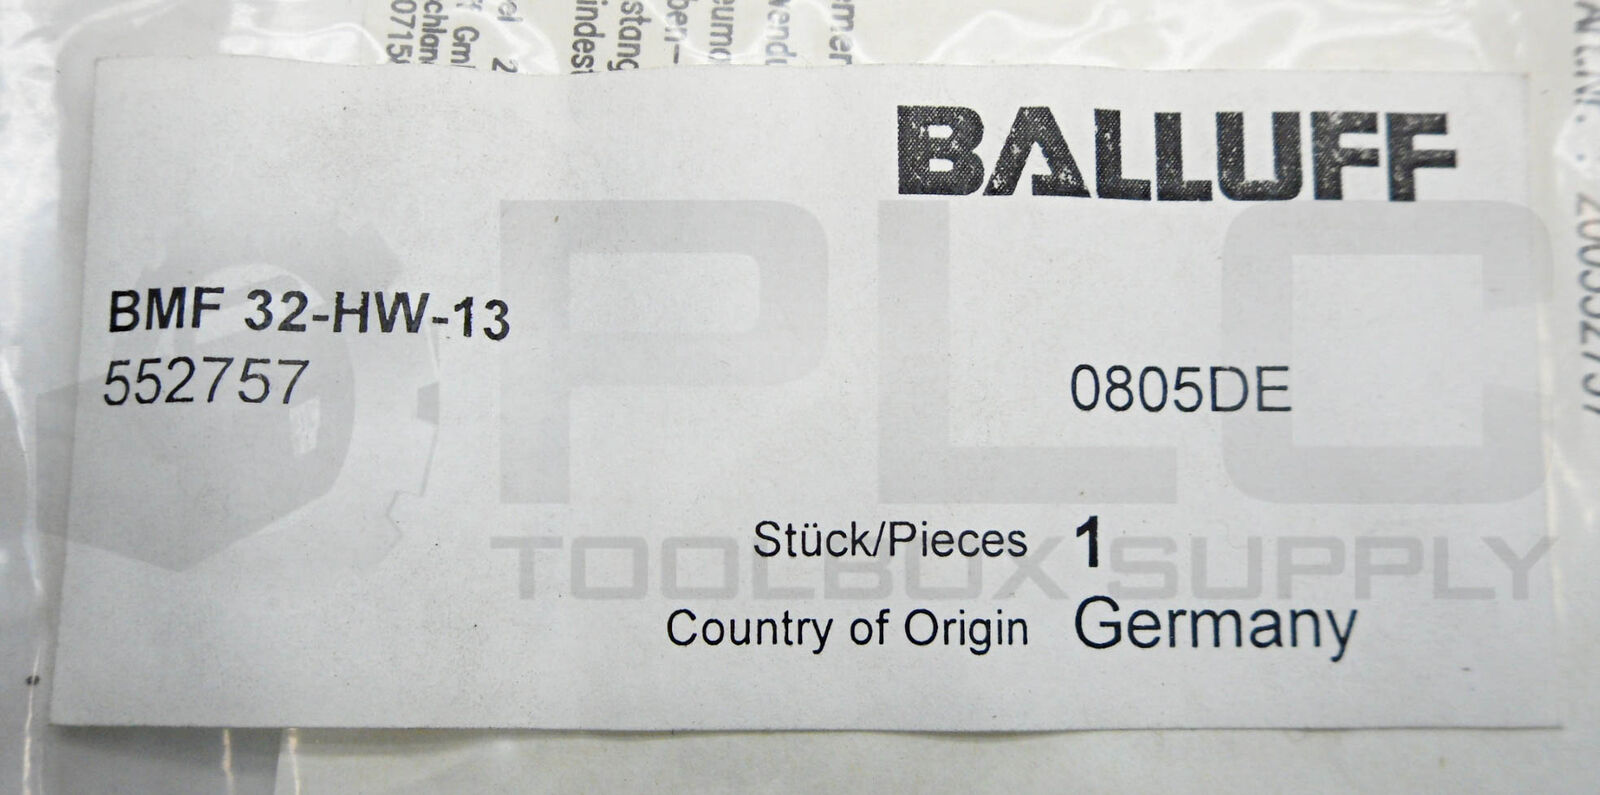 BALLUFF
BMF 32-HW-13
552757
0805DE
Stück/Pieces 1
Country of Origin Germany
PLC
TOOLBOX SUPPLY